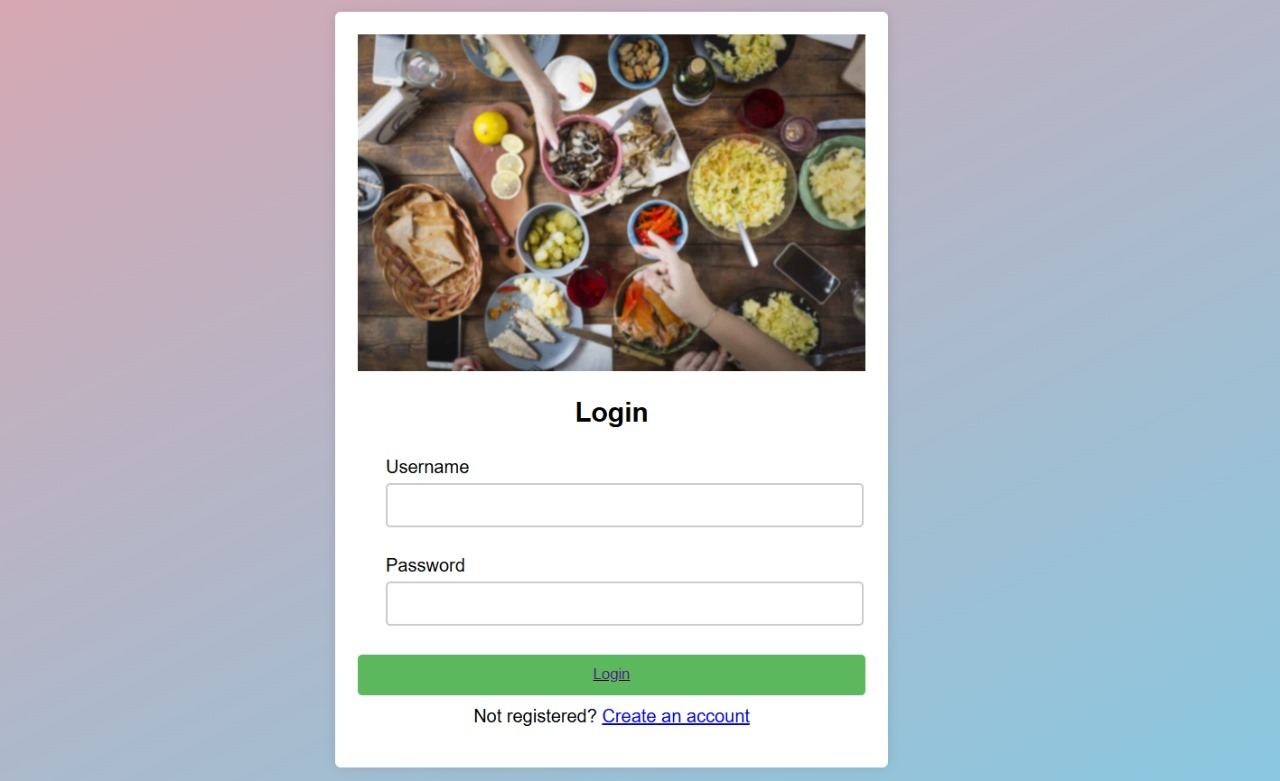 Login
Username
Password
Login
Not registered? Create an account